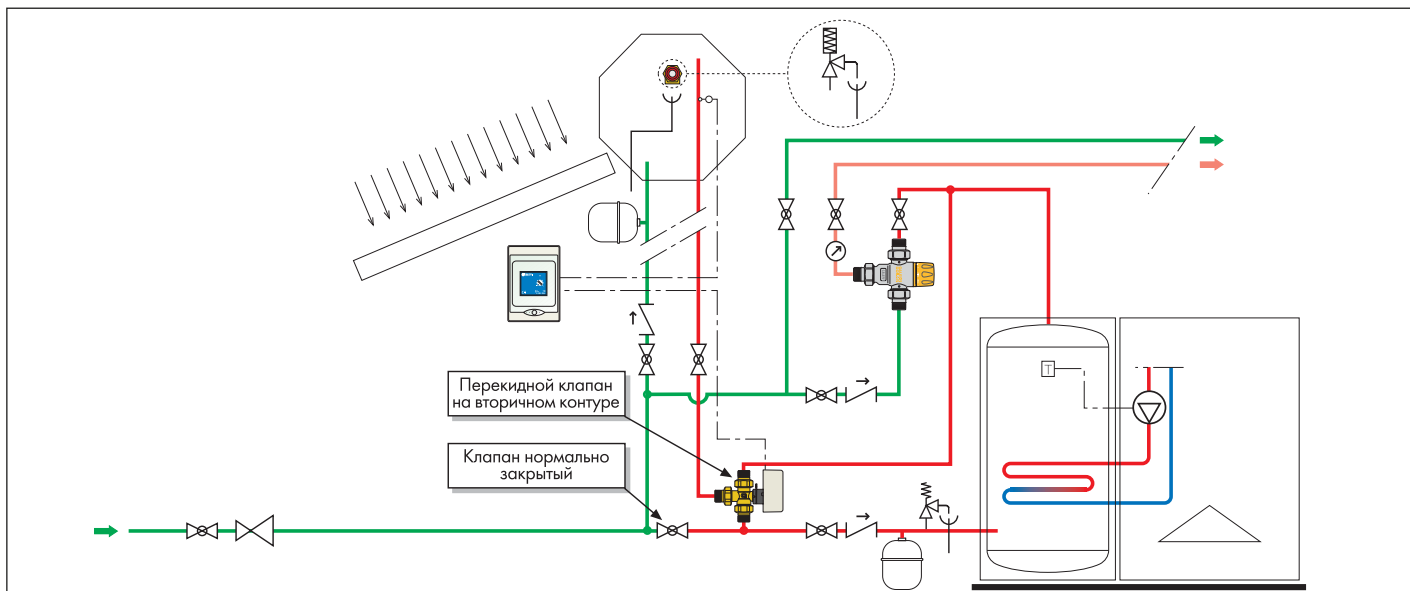 Перекидной клапан
на вторичном контуре
Клапан нормально
закрытый
T